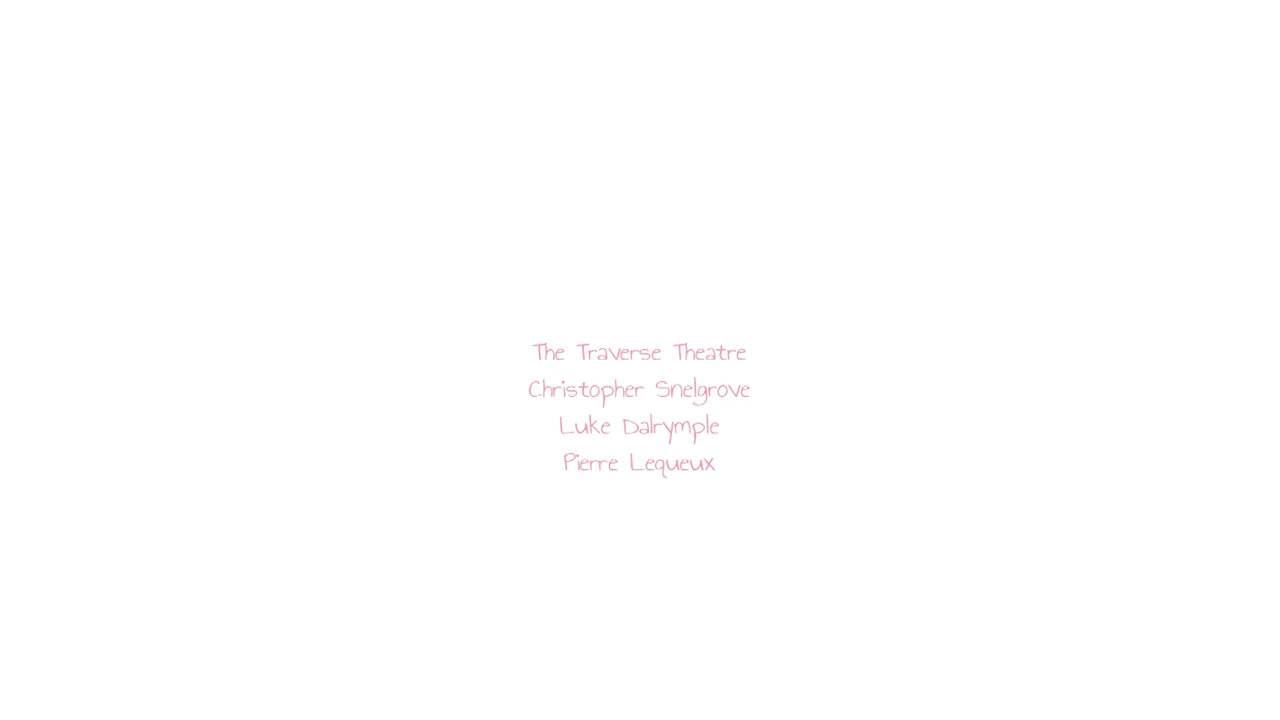 The Traverse Theatre
Christopher Snelgrove
Luke Dalrymple
Pierre Lequeux